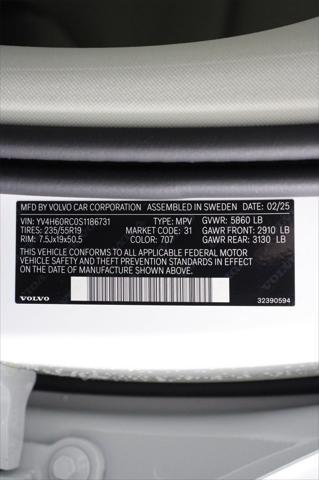 MFD BY VOLVO CAR CORPORATION ASSEMBLED IN SWEDEN DATE: 02/25
VIN: YV4H60RC0S1186731 TYPE: MPV GVWR: 5860 LB
TIRES: 235/55R19 MARKET CODE: 31 GAWR FRONT: 2910 LB
RIM: 7.5Jx19x50.5 COLOR: 707 GAWR REAR: 3130 LB
THIS VEHICLE CONFORMS TO ALL APPLICABLE FEDERAL MOTOR
VEHICLE SAFETY AND THEFT PREVENTION STANDARDS IN EFFECT
ON THE DATE OF MANUFACTURE SHOWN ABOVE.
VOLVO 32390594